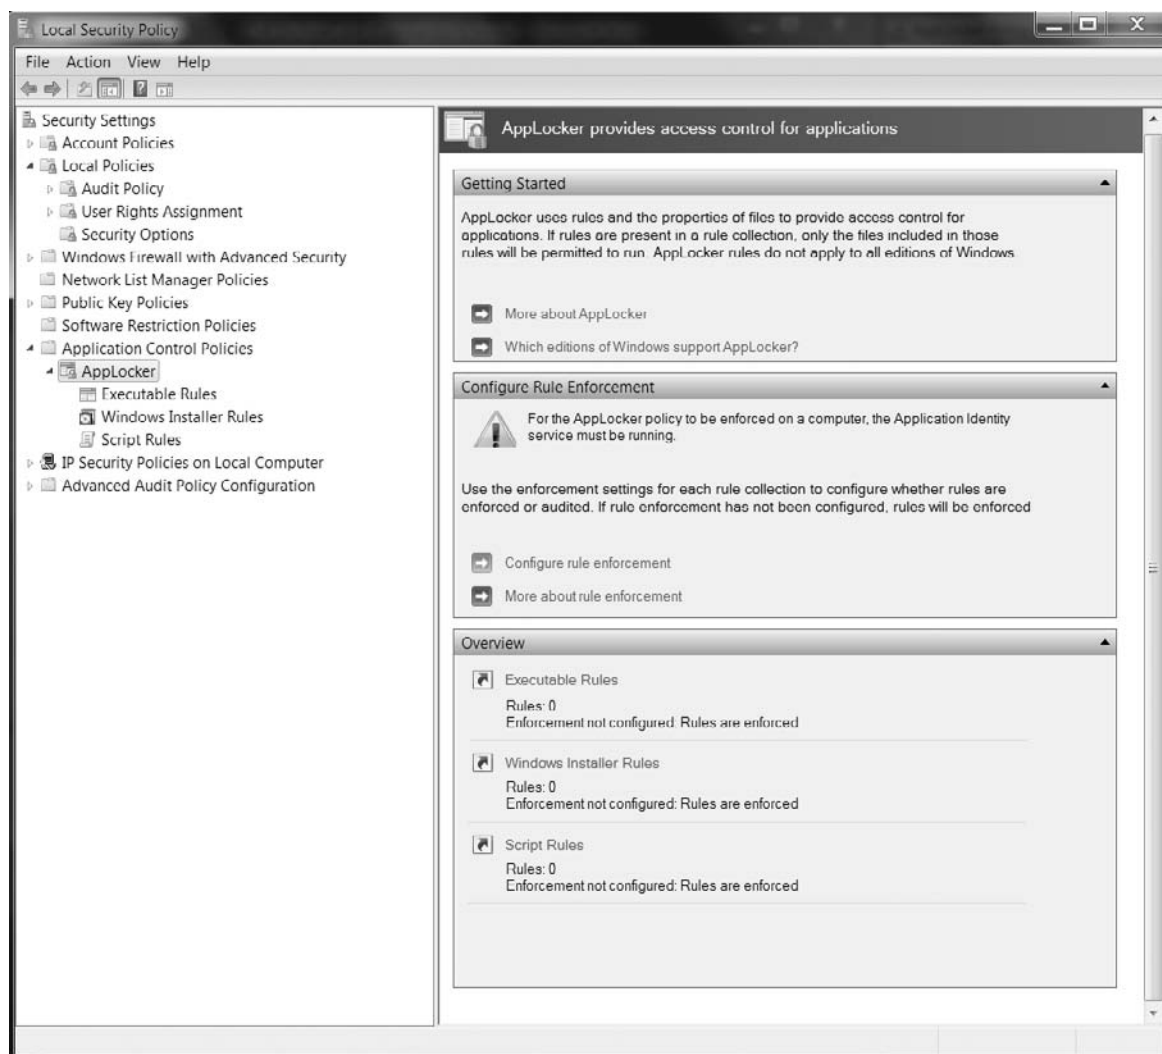 Local Security Policy
File Action View Help
Security Settings
Account Policies
Local Policies
Audit Policy
User Rights Assignment
Security Options
Windows Firewall with Advanced Security
Network List Manager Policies
Public Key Policies
Software Restriction Policies
Application Control Policies
AppLocker
Executable Rules
Windows Installer Rules
Script Rules
IP Security Policies on Local Computer
Advanced Audit Policy Configuration
AppLocker provides access control for applications
Getting Started
AppLocker uses rules and the properties of files to provide access control for
applications. If rules are present in a rule collection, only the files included in those
rules will be permitted to run. AppLocker rules do not apply to all editions of Windows.
More about AppLocker
Which editions of Windows support AppLocker?
Configure Rule Enforcement
For the AppLocker policy to be enforced on a computer, the Application Identity
service must be running.
Use the enforcement settings for each rule collection to configure whether rules are
enforced or audited. If rule enforcement has not been configured, rules will be enforced
Configure rule enforcement
More about rule enforcement
Overview
Executable Rules
Rules: 0
Enforcement not configured: Rules are enforced
Windows Installer Rules
Rules: 0
Enforcement not configured: Rules are enforced
Script Rules
Rules: 0
Enforcement not configured: Rules are enforced